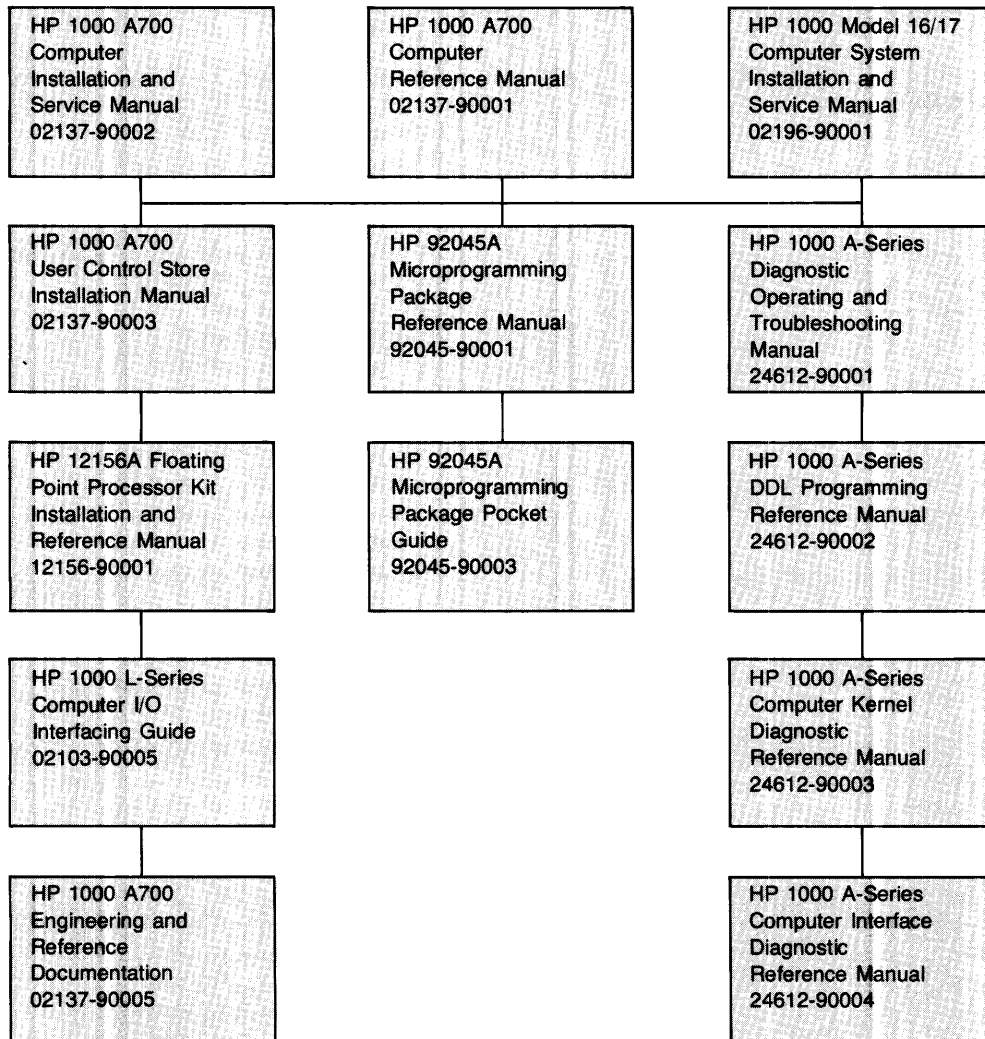 HP 1000 A700
Computer
Installation and
Service Manual
02137-90002
HP 1000 A700
Computer
Reference Manual
02137-90001
HP 1000 Model 16/17
Computer System
Installation and
Service Manual
02196-90001
HP 1000 A700
User Control Store
Installation Manual
02137-90003
HP 92045A
Microprogramming
Package
Reference Manual
92045-90001
HP 1000 A-Series
Diagnostic
Operating and
Troubleshooting
Manual
24612-90001
HP 12156A Floating
Point Processor Kit
Installation and
Reference Manual
12156-90001
HP 92045A
Microprogramming
Package Pocket
Guide
92045-90003
HP 1000 A-Series
DDL Programming
Reference Manual
24612-90002
HP 1000 L-Series
Computer I/O
Interfacing Guide
02103-90005
HP 1000 A-Series
Computer Kernel
Diagnostic
Reference Manual
24612-90003
HP 1000 A700
Engineering and
Reference
Documentation
02137-90005
HP 1000 A-Series
Computer Interface
Diagnostic
Reference Manual
24612-90004